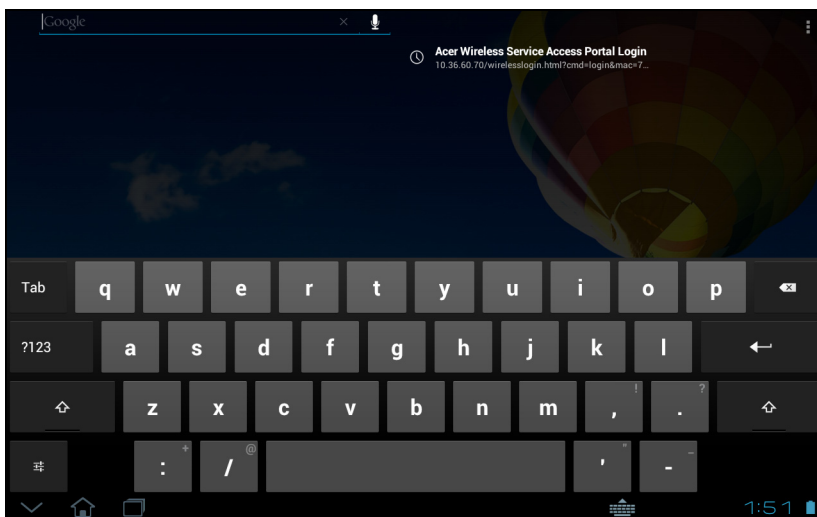 Google
Acer Wireless Service Access Portal Login
10.36.60.70/wirelesslogin.html?cmd=login&mac=7...
Tab q w e r t y u i o p
?123 a s d f g h j k l
! ?
z x c v b n m , .
+ @ " _
: / ' -
1:51